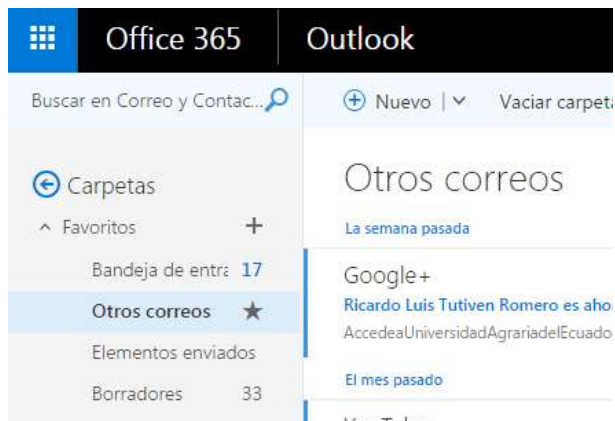 Office 365 Outlook
Buscar en Correo y Contac...
Nuevo Vaciar carpeta
Carpetas
Favoritos
Bandeja de entra 17
Otros correos
Elementos enviados
Borradores 33
Otros correos
La semana pasada
Google+
Ricardo Luis Tutiven Romero es aho
AccedeaUniversidadAgrariadelEcuado
El mes pasado